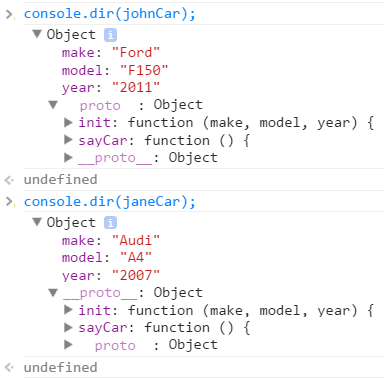 console.dir(johnCar);
Object i
make: "Ford"
model: "F150"
year: "2011"
proto : Object
init: function (make, model, year) {
sayCar: function () {
__proto__: Object
undefined
console.dir(janeCar);
Object i
make: "Audi"
model: "A4"
year: "2007"
__proto__: Object
init: function (make, model, year) {
sayCar: function () {
proto : Object
undefined